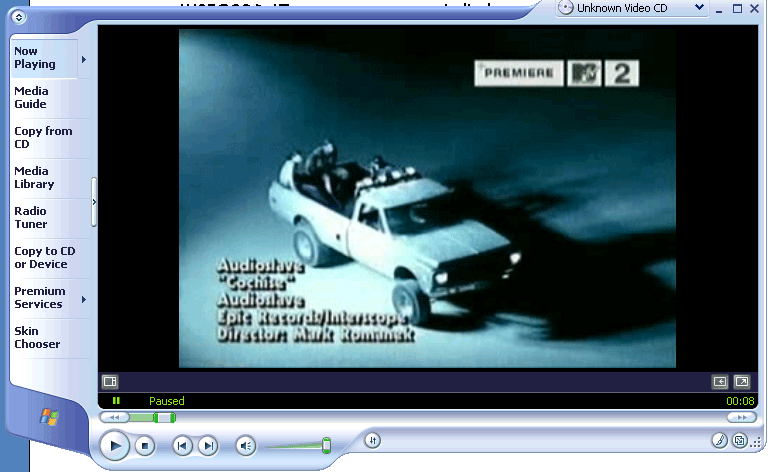 Unknown Video CD
Now
Playing
Media
Guide
Copy from
CD
Media
Library
Radio
Tuner
Copy to CD
or Device
Premium
Services
Skin
Chooser
PREMIERE
2
Audioslave
"Cochise"
Audioslave
Epic Records/Interscope
Director: Mark Romanek
Paused
00:08